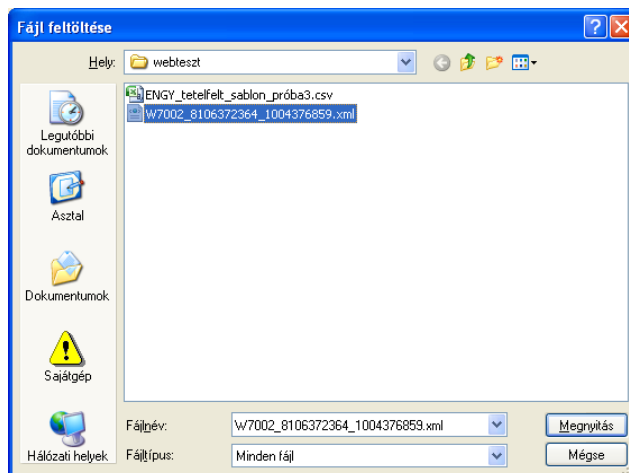 Fájl feltöltése
Hely:
webteszt
ENGY_tetelfelt_sablon_próba3.csv
W7002_8106372364_1004376859.xml
Legutóbbi
dokumentumok
Asztal
Dokumentumok
Sajátgép
Hálózati helyek
Fájlnév:
W7002_8106372364_1004376859.xml
Megnyitás
Fájltípus:
Minden fájl
Mégse